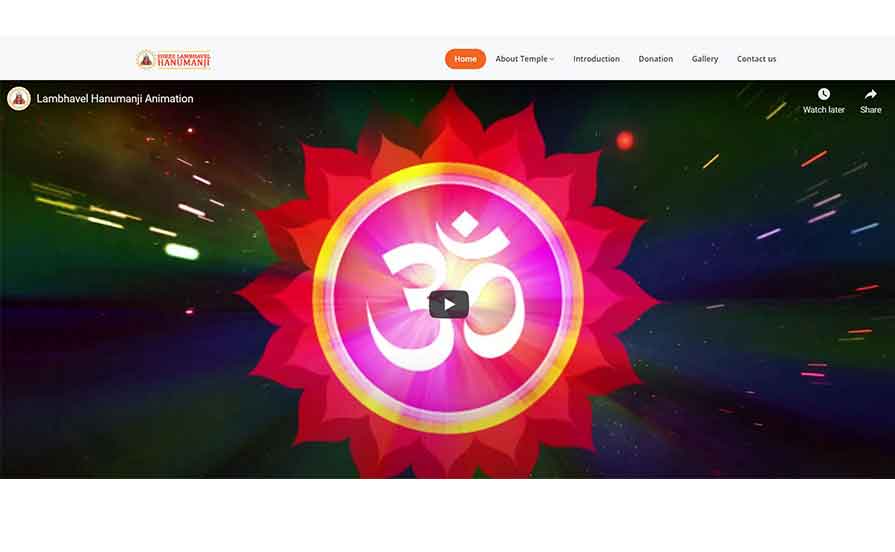 SHREE LAMBHAVEL
HANUMANJI
Home
About Temple
Introduction
Donation
Gallery
Contact us
Lambhavel Hanumanji Animation
Watch later
Share
ॐ